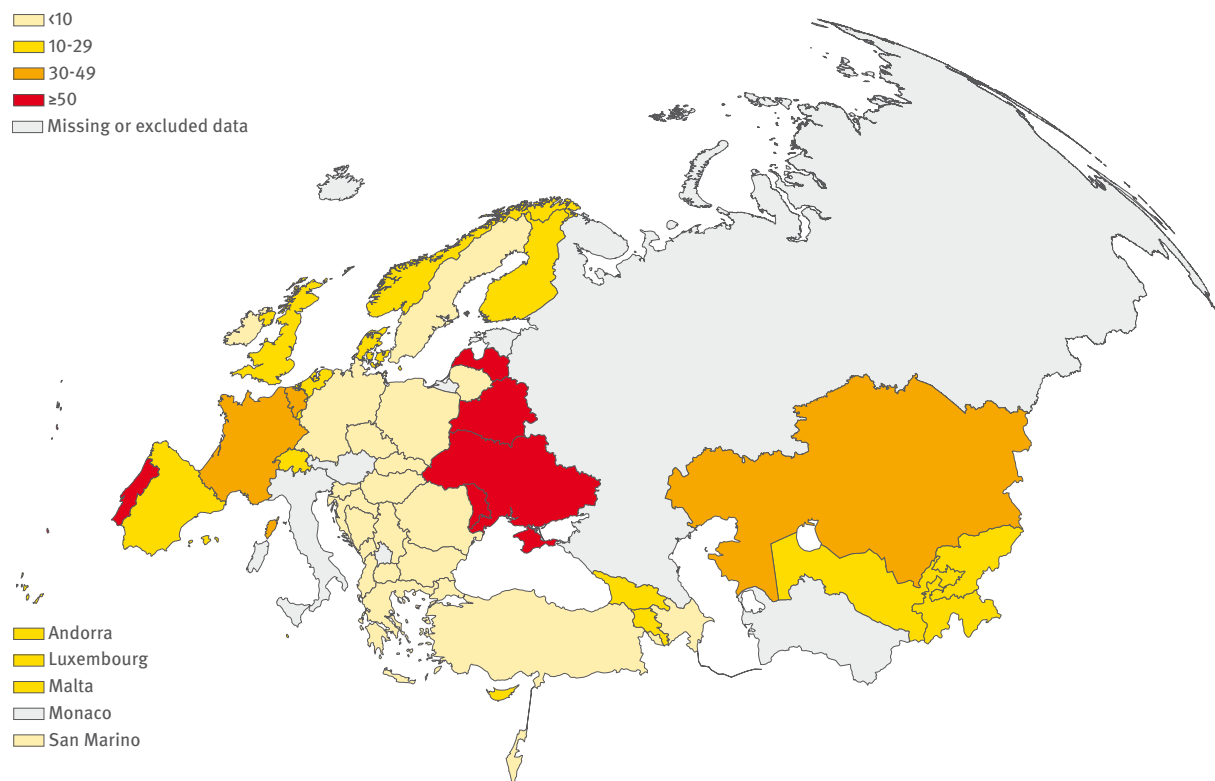 <10
10-29
30-49
≥50
Missing or excluded data
Andorra
Luxembourg
Malta
Monaco
San Marino